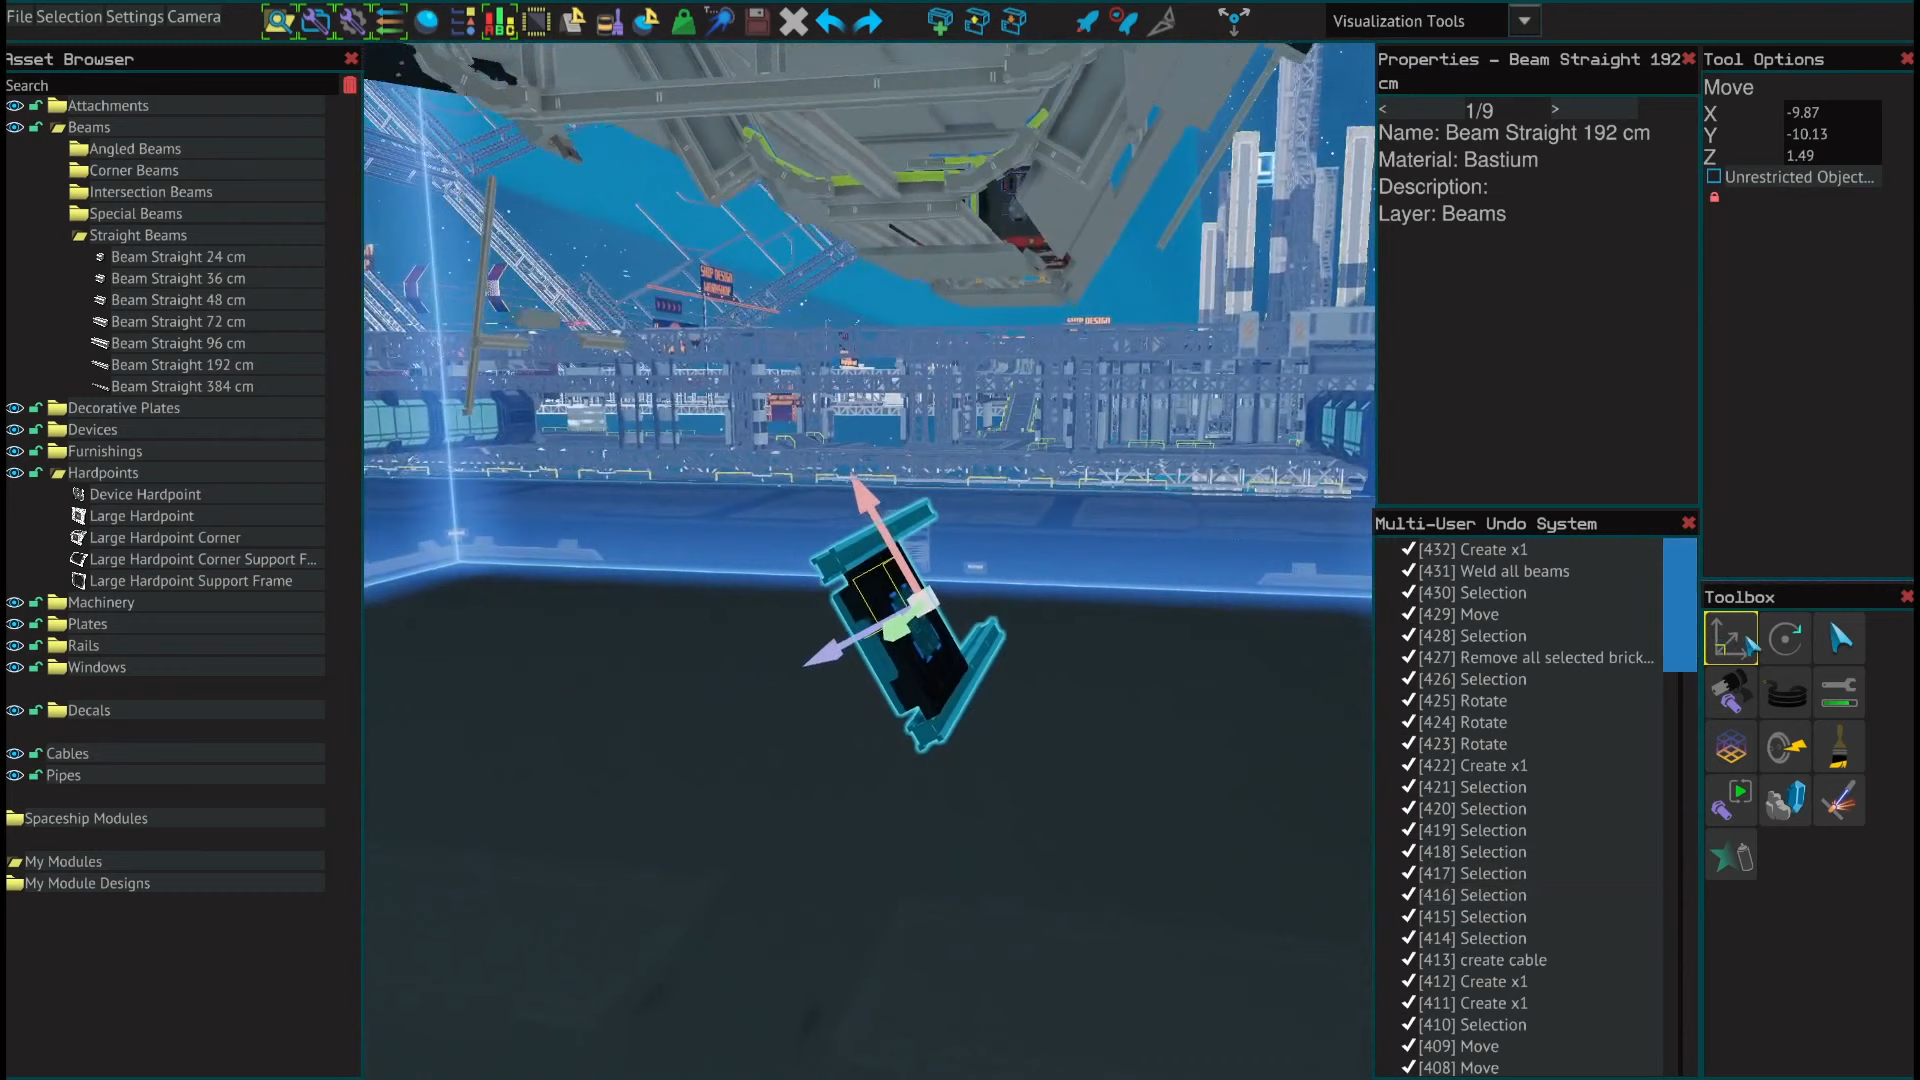 File Selection Settings Camera
Visualization Tools
Asset Browser
Search
Attachments
Beams
Angled Beams
Corner Beams
Intersection Beams
Special Beams
Straight Beams
Beam Straight 24 cm
Beam Straight 36 cm
Beam Straight 48 cm
Beam Straight 72 cm
Beam Straight 96 cm
Beam Straight 192 cm
Beam Straight 384 cm
Decorative Plates
Devices
Furnishings
Hardpoints
Device Hardpoint
Large Hardpoint
Large Hardpoint Corner
Large Hardpoint Corner Support F...
Large Hardpoint Support Frame
Machinery
Plates
Rails
Windows
Decals
Cables
Pipes
Spaceship Modules
My Modules
My Module Designs
SHIP DESIGN
WORKSHOP
SHIP DESIGN
Properties - Beam Straight 192
cm
< 1/9 >
Name: Beam Straight 192 cm
Material: Bastium
Description:
Layer: Beams
Multi-User Undo System
[432] Create x1
[431] Weld all beams
[430] Selection
[429] Move
[428] Selection
[427] Remove all selected brick...
[426] Selection
[425] Rotate
[424] Rotate
[423] Rotate
[422] Create x1
[421] Selection
[420] Selection
[419] Selection
[418] Selection
[417] Selection
[416] Selection
[415] Selection
[414] Selection
[413] create cable
[412] Create x1
[411] Create x1
[410] Selection
[409] Move
[408] Move
Tool Options
Move
X -9.87
Y -10.13
Z 1.49
Unrestricted Object...
Toolbox
ABC